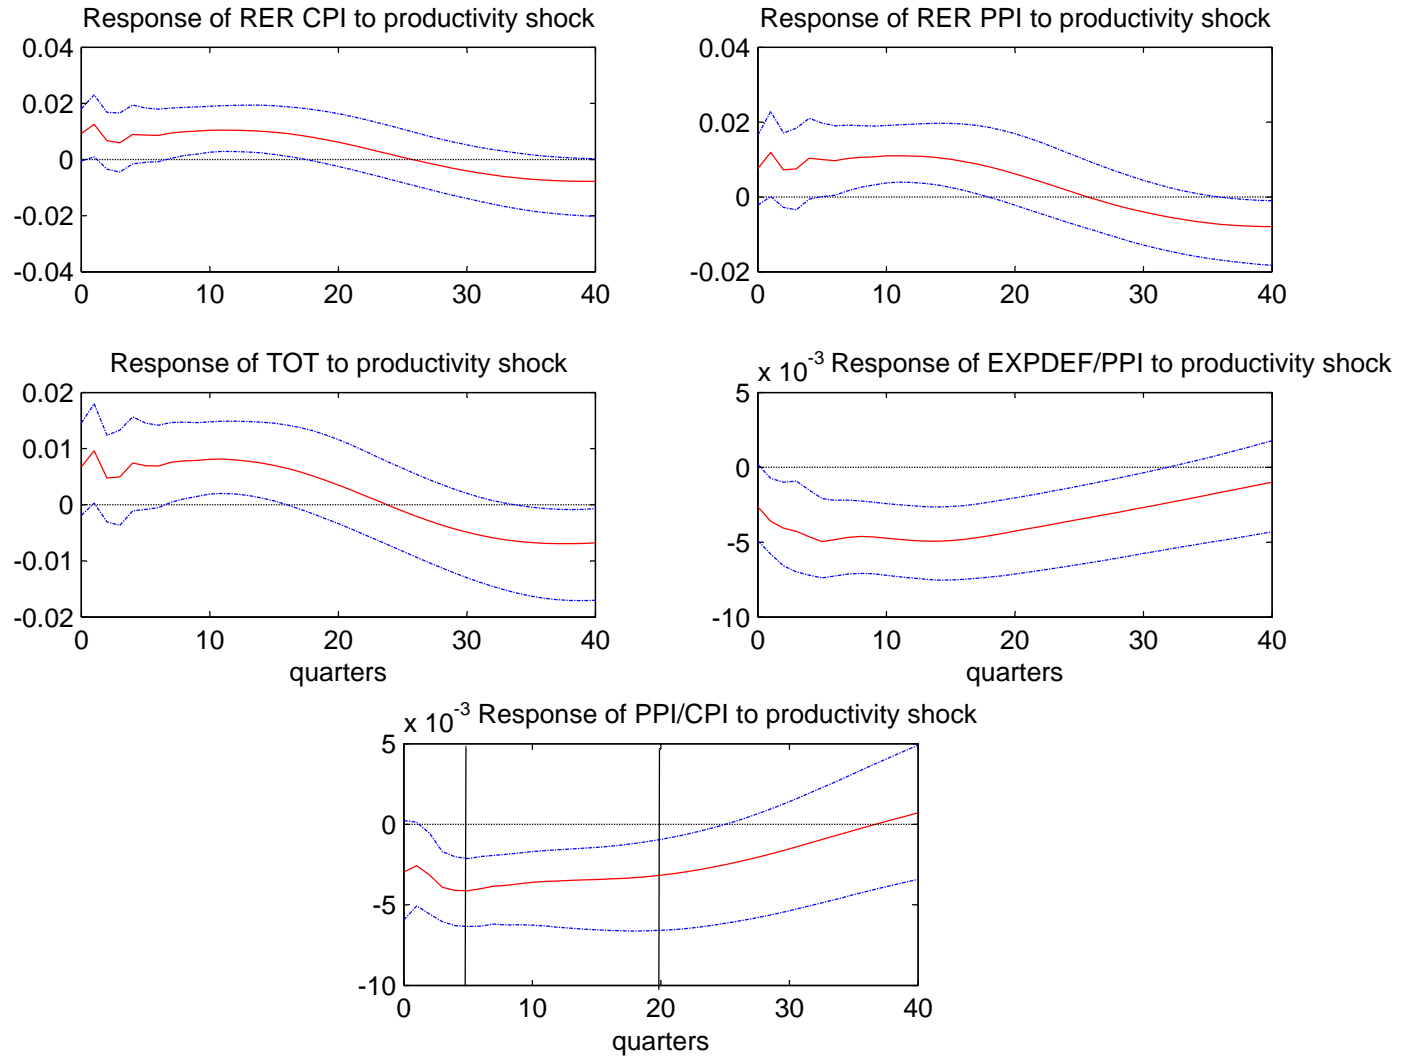 Response of RER CPI to productivity shock
0.04
0.02
0
-0.02
-0.04
0 10 20 30 40
Response of RER PPI to productivity shock
0.04
0.02
0
-0.02
0 10 20 30 40
Response of TOT to productivity shock
0.02
0.01
0
-0.01
-0.02
0 10 20 30 40
quarters
x 10^-3 Response of EXPDEF/PPI to productivity shock
5
0
-5
-10
0 10 20 30 40
quarters
x 10^-3 Response of PPI/CPI to productivity shock
5
0
-5
-10
0 10 20 30 40
quarters